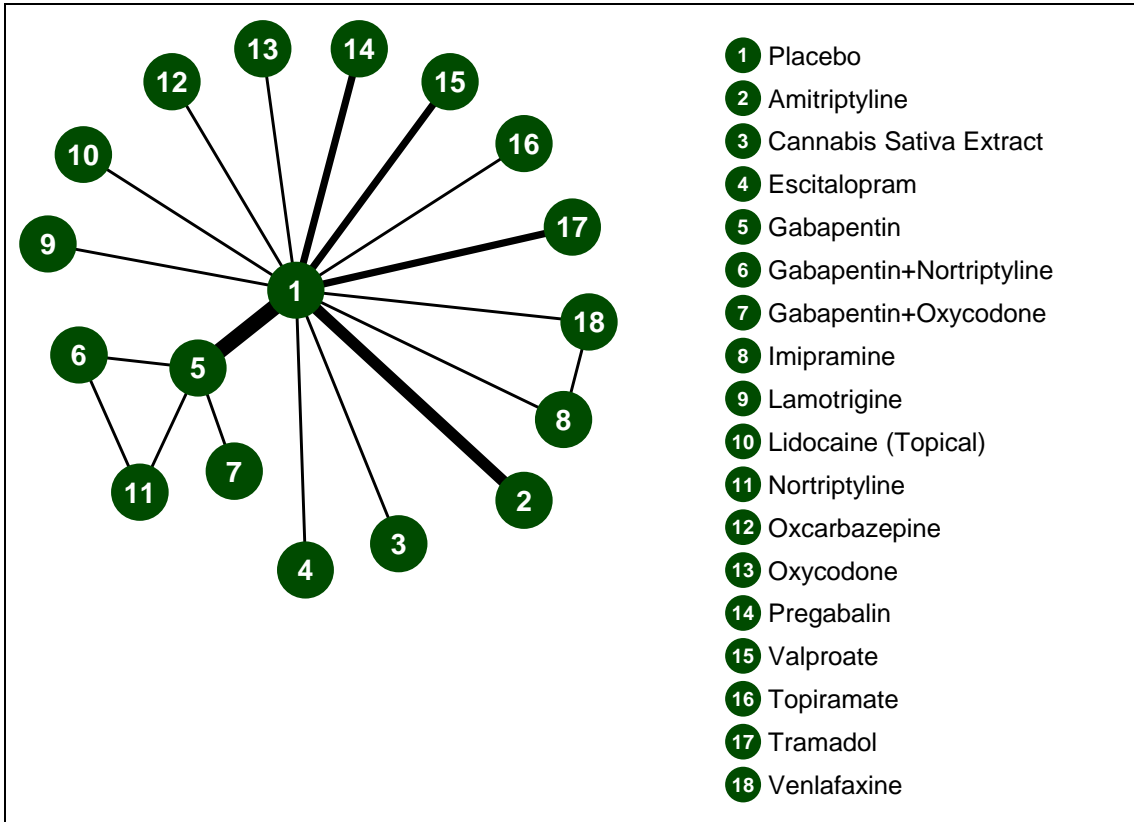 13
14
12
15
16
10
17
9
1
18
6
5
8
7
11
2
3
4
1 Placebo
2 Amitriptyline
3 Cannabis Sativa Extract
4 Escitalopram
5 Gabapentin
6 Gabapentin+Nortriptyline
7 Gabapentin+Oxycodone
8 Imipramine
9 Lamotrigine
10 Lidocaine (Topical)
11 Nortriptyline
12 Oxcarbazepine
13 Oxycodone
14 Pregabalin
15 Valproate
16 Topiramate
17 Tramadol
18 Venlafaxine